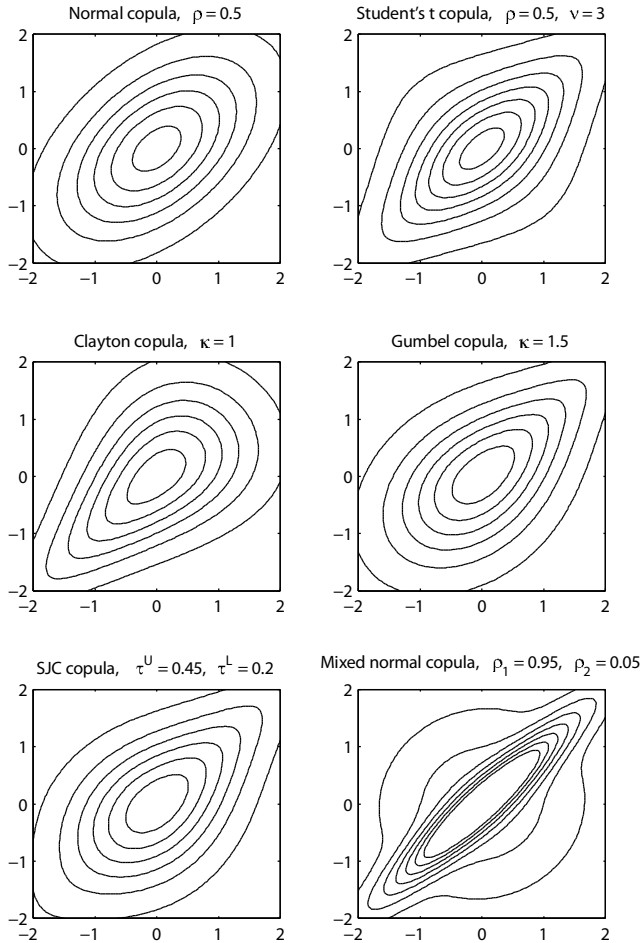 Normal copula, ρ = 0.5
Student's t copula, ρ = 0.5, ν = 3
2
1
0
−1
−2
−2 −1 0 1 2
2
1
0
−1
−2
−2 −1 0 1 2
Clayton copula, κ = 1
Gumbel copula, κ = 1.5
2
1
0
−1
−2
−2 −1 0 1 2
2
1
0
−1
−2
−2 −1 0 1 2
SJC copula, τᵁ = 0.45, τᴸ = 0.2
Mixed normal copula, ρ₁ = 0.95, ρ₂ = 0.05
2
1
0
−1
−2
−2 −1 0 1 2
2
1
0
−1
−2
−2 −1 0 1 2